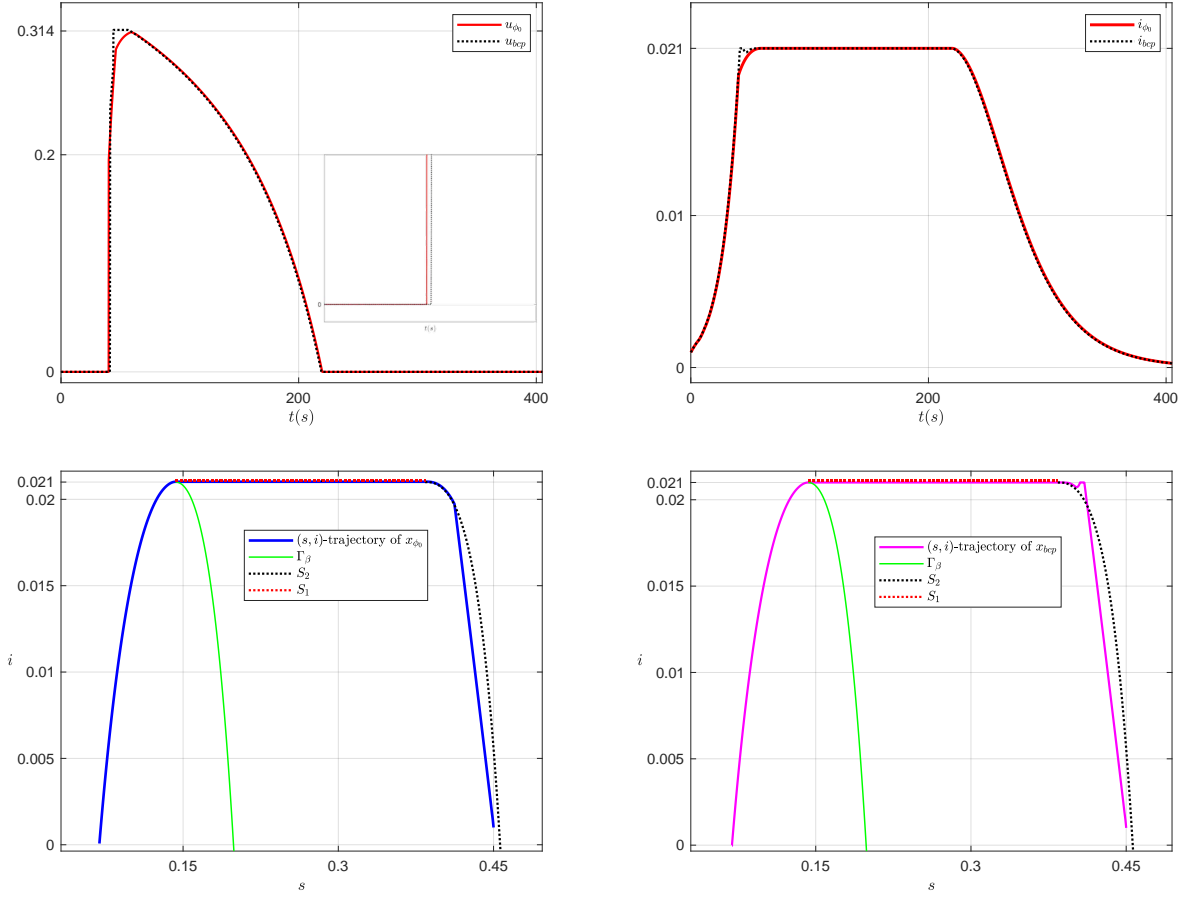 0.314
0.2
0
0
200
400
t(s)
u_{ϕ_0}
u_{bcp}
0
t(s)
0.021
0.01
0
0
200
400
t(s)
i_{ϕ_0}
i_{bcp}
0.021
0.02
0.015
0.01
0.005
0
i
0.15
0.3
0.45
s
(s, i)-trajectory of x_{ϕ_0}
Γ_β
S_2
S_1
0.021
0.02
0.015
0.01
0.005
0
i
0.15
0.3
0.45
s
(s, i)-trajectory of x_{bcp}
Γ_β
S_2
S_1